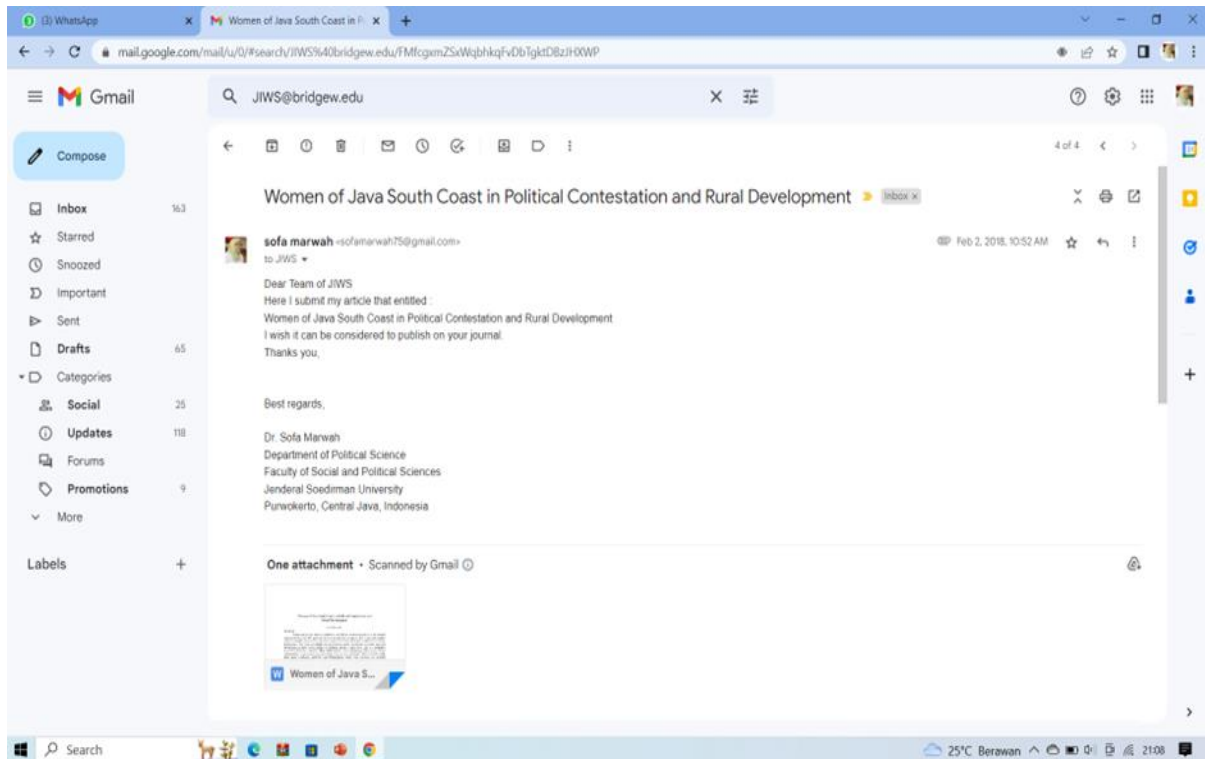 (3) WhatsApp
Women of Java South Coast in P
mail.google.com/mail/u/0/#search/JIWS%40bridgew.edu/FMfcgxmZSxWqbhkqFvDbTgktDBzJHXWP
Gmail
JIWS@bridgew.edu
Compose
4 of 4
Women of Java South Coast in Political Contestation and Rural Development
Inbox x
Inbox 163
Starred
Snoozed
Important
Sent
Drafts 65
Categories
Social 25
Updates 118
Forums
Promotions 9
More
Labels
sofa marwah <sofamarwah75@gmail.com>
Feb 2, 2018, 10:52 AM
to JIWS
Dear Team of JIWS
Here I submit my article that entitled :
Women of Java South Coast in Political Contestation and Rural Development
I wish it can be considered to publish on your journal.
Thanks you,
Best regards,
Dr. Sofa Marwah
Department of Political Science
Faculty of Social and Political Sciences
Jenderal Soedirman University
Purwokerto, Central Java, Indonesia
One attachment • Scanned by Gmail
W Women of Java S...
Search
25°C Berawan
21:08